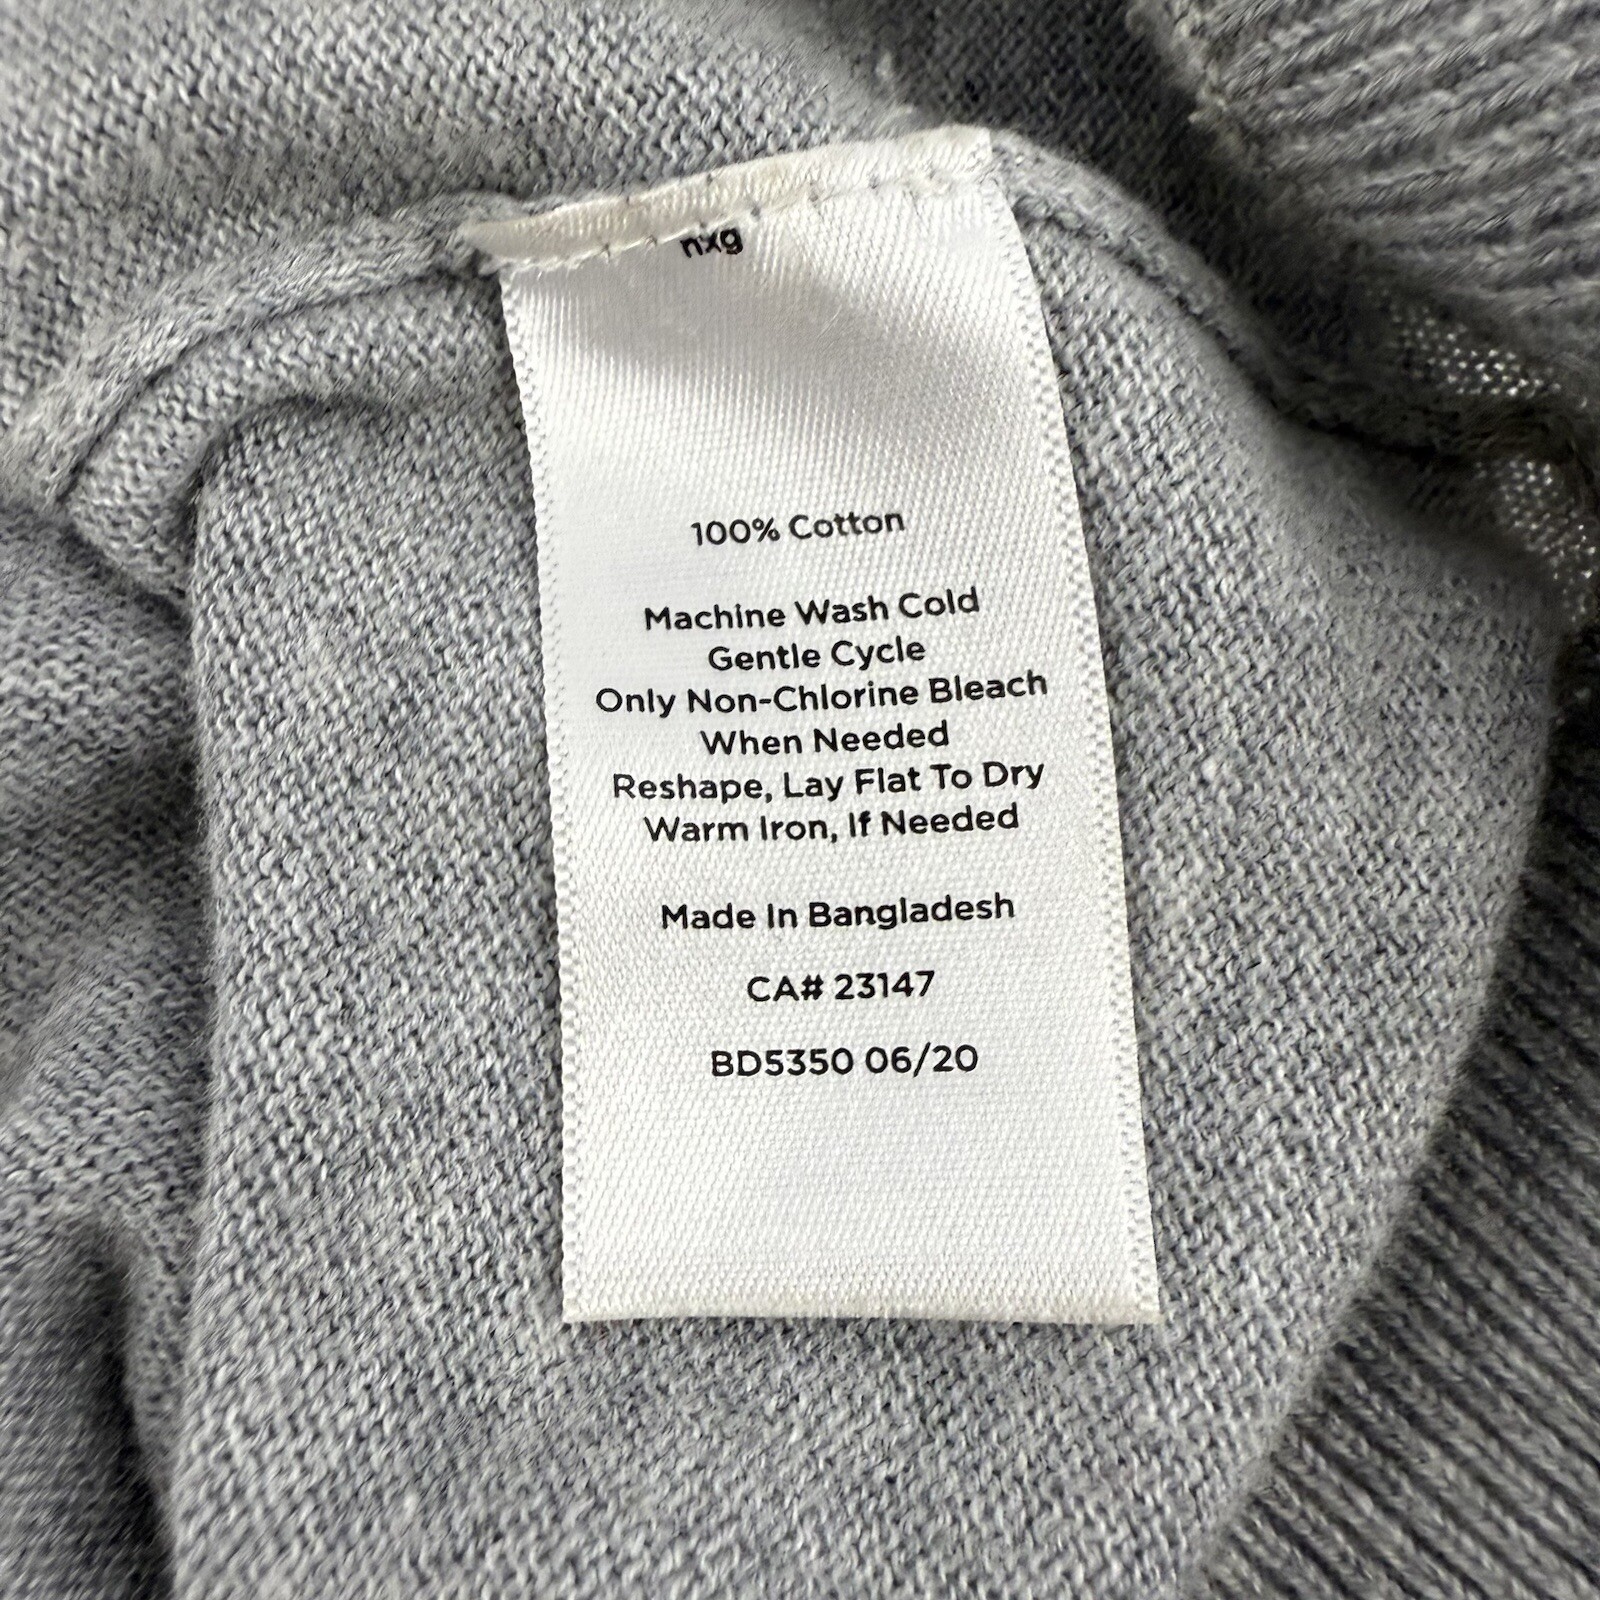 nxg
100% Cotton
Machine Wash Cold
Gentle Cycle
Only Non-Chlorine Bleach
When Needed
Reshape, Lay Flat To Dry
Warm Iron, If Needed
Made In Bangladesh
CA# 23147
BD5350 06/20